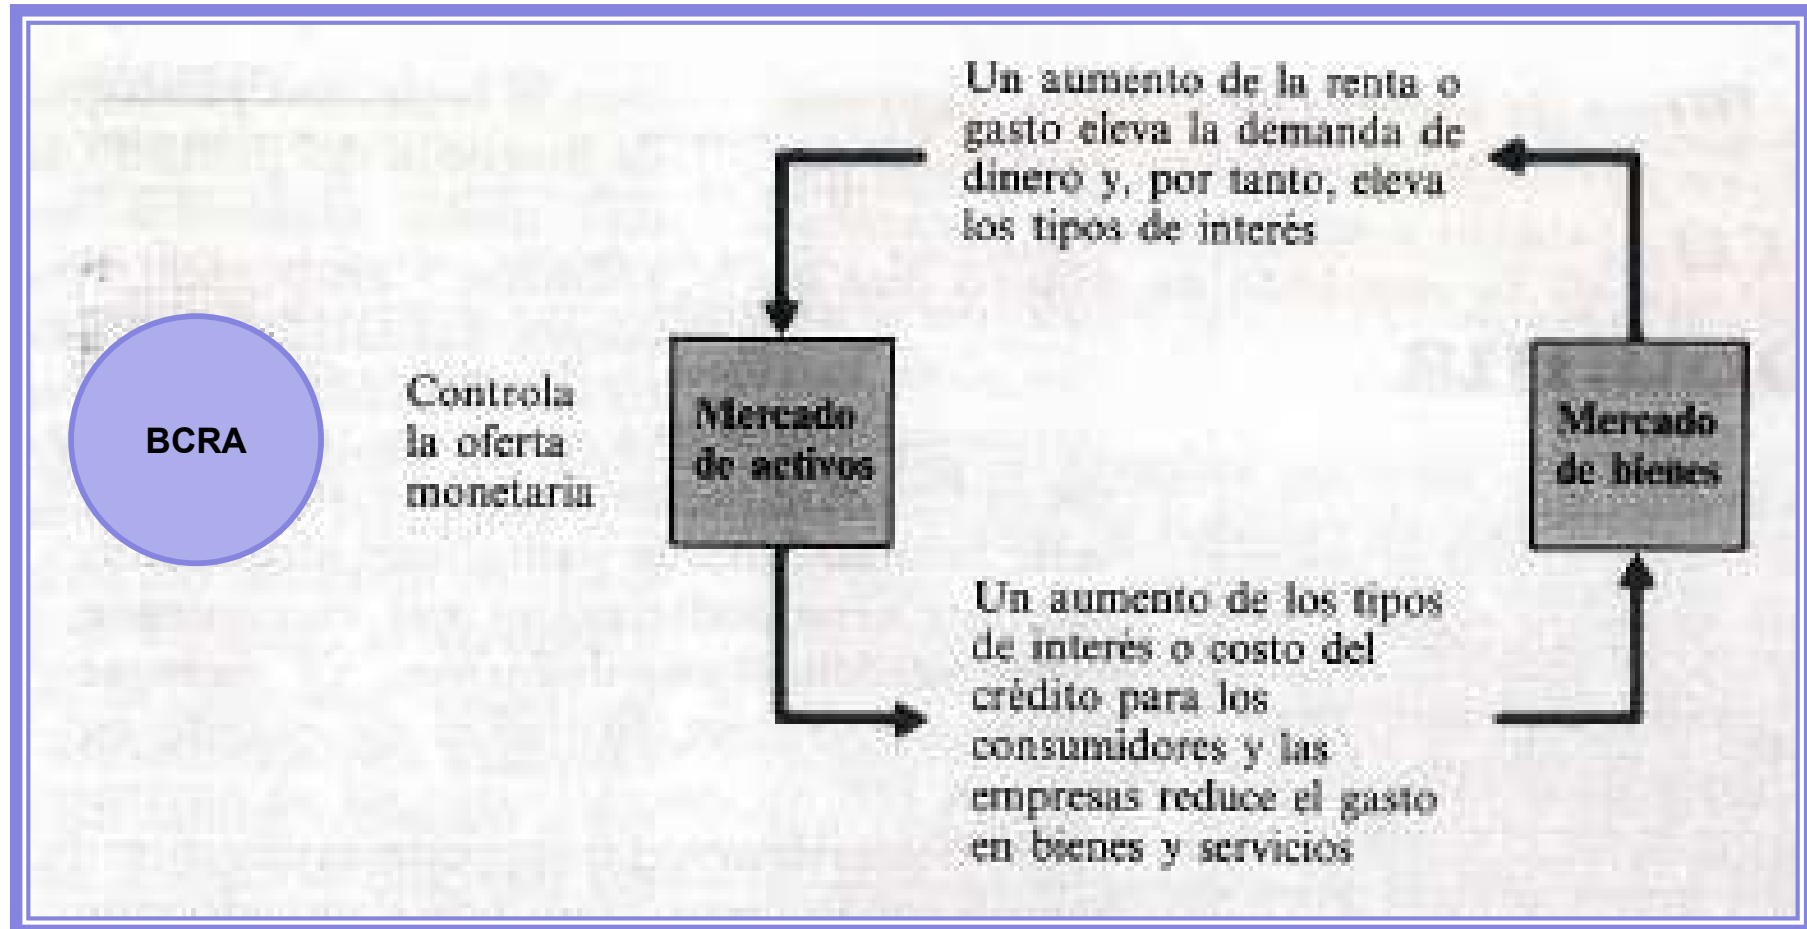 Un aumento de la renta o
gasto eleva la demanda de
dinero y, por tanto, eleva
los tipos de interés
BCRA
Controla
la oferta
monetaria
Mercado
de activos
Mercado
de bienes
Un aumento de los tipos
de interés o costo del
crédito para los
consumidores y las
empresas reduce el gasto
en bienes y servicios